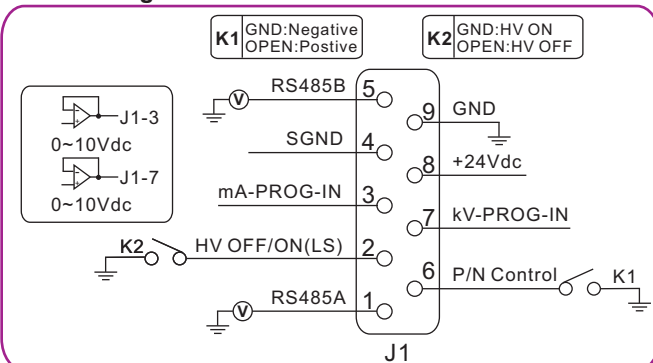 K1 GND:Negative
OPEN:Postive
K2 GND:HV ON
OPEN:HV OFF
J1-3
0~10Vdc
J1-7
0~10Vdc
V RS485B 5
9 GND
SGND 4
8 +24Vdc
mA-PROG-IN 3
7 kV-PROG-IN
K2 HV OFF/ON(LS) 2
6 P/N Control K1
V RS485A 1
J1